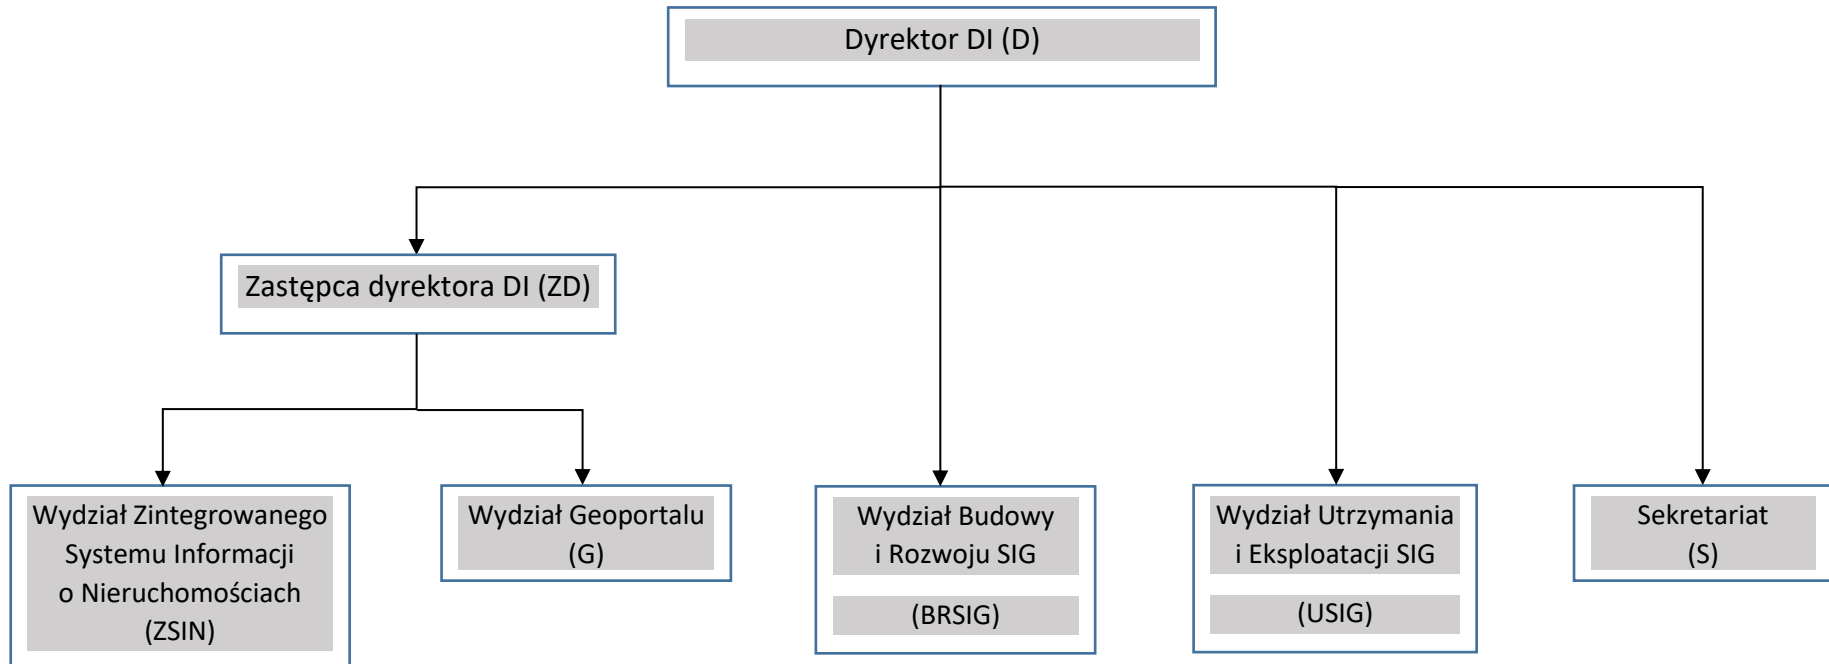 Dyrektor DI (D)
Zastępca dyrektora DI (ZD)
Wydział Zintegrowanego
Systemu Informacji
o Nieruchomościach
(ZSIN)
Wydział Geoportalu
(G)
Wydział Budowy
i Rozwoju SIG
(BRSIG)
Wydział Utrzymania
i Eksploatacji SIG
(USIG)
Sekretariat
(S)